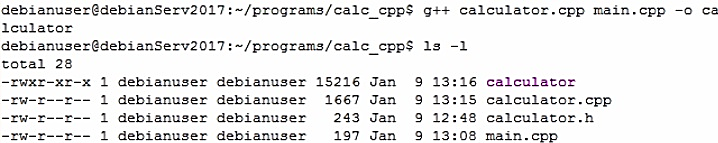 debianuser@debianServ2017:~/programs/calc_cpp$ g++ calculator.cpp main.cpp -o ca
lculator
debianuser@debianServ2017:~/programs/calc_cpp$ ls -l
total 28
-rwxr-xr-x 1 debianuser debianuser 15216 Jan  9 13:16 calculator
-rw-r--r-- 1 debianuser debianuser  1667 Jan  9 13:15 calculator.cpp
-rw-r--r-- 1 debianuser debianuser   243 Jan  9 12:48 calculator.h
-rw-r--r-- 1 debianuser debianuser   197 Jan  9 13:08 main.cpp